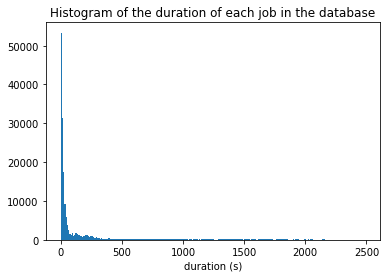 Histogram of the duration of each job in the database
50000
40000
30000
20000
10000
0
0 500 1000 1500 2000 2500
duration (s)